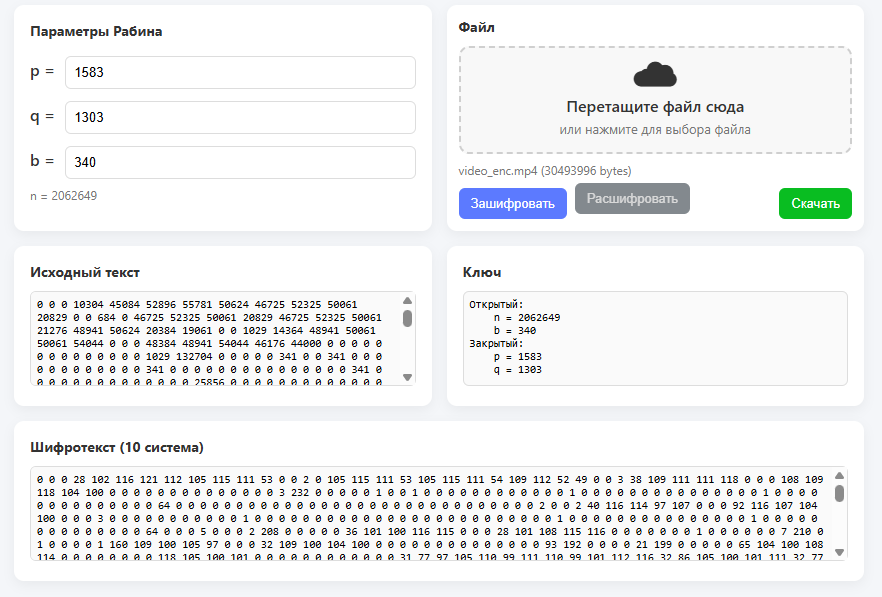 Параметры Рабина
p = 1583
q = 1303
b = 340
n = 2062649
Файл
Перетащите файл сюда
или нажмите для выбора файла
video_enc.mp4 (30493996 bytes)
Зашифровать
Расшифровать
Скачать
Исходный текст
0 0 0 10304 45084 52896 55781 50624 46725 52325 50061
20829 0 0 684 0 46725 52325 50061 20829 46725 52325 50061
21276 48941 50624 20384 19061 0 0 1029 14364 48941 50061
50061 54044 0 0 0 48384 48941 54044 46176 44000 0 0 0 0 0
0 0 0 0 0 0 0 0 0 1029 132704 0 0 0 0 0 341 0 0 341 0 0
0 0 0 0 0 0 0 0 0 341 0 0 0 0 0 0 0 0 0 0 0 0 0 0 0 341 0
0 0 0 0 0 0 0 0 0 0 0 0 0 25856 0 0 0 0 0 0 0 0 0 0 0 0 0
Ключ
Открытый:
n = 2062649
b = 340
Закрытый:
p = 1583
q = 1303
Шифротекст (10 система)
0 0 0 28 102 116 121 112 105 115 111 53 0 0 2 0 105 115 111 53 105 115 111 54 109 112 52 49 0 0 3 38 109 111 111 118 0 0 0 108 109
118 104 100 0 0 0 0 0 0 0 0 0 0 0 0 0 0 3 232 0 0 0 0 0 1 0 0 1 0 0 0 0 0 0 0 0 0 0 0 0 1 0 0 0 0 0 0 0 0 0 0 0 0 0 0 0 1 0 0 0 0
0 0 0 0 0 0 0 0 0 0 64 0 0 0 0 0 0 0 0 0 0 0 0 0 0 0 0 0 0 0 0 0 0 0 0 0 2 0 0 2 40 116 114 97 107 0 0 0 92 116 107 104
100 0 0 0 3 0 0 0 0 0 0 0 0 0 0 0 1 0 0 0 0 0 0 0 0 0 0 0 0 0 0 0 0 0 0 0 0 0 0 0 0 0 1 0 0 0 0 0 0 0 0 0 0 0 0 0 0 0 1 0 0 0 0 0
0 0 0 0 0 0 0 0 0 64 0 0 0 5 0 0 0 2 208 0 0 0 0 0 36 101 100 116 115 0 0 0 28 101 108 115 116 0 0 0 0 0 0 0 1 0 0 0 0 0 7 210 0
1 0 0 0 0 1 160 109 100 105 97 0 0 0 32 109 100 104 100 0 0 0 0 0 0 0 0 0 0 0 0 0 0 93 192 0 0 0 0 21 199 0 0 0 0 65 104 100 108
114 0 0 0 0 0 0 0 0 118 105 100 101 0 0 0 0 0 0 0 0 0 0 0 0 31 77 97 105 110 99 111 110 99 101 112 116 32 86 105 100 101 111 32 77